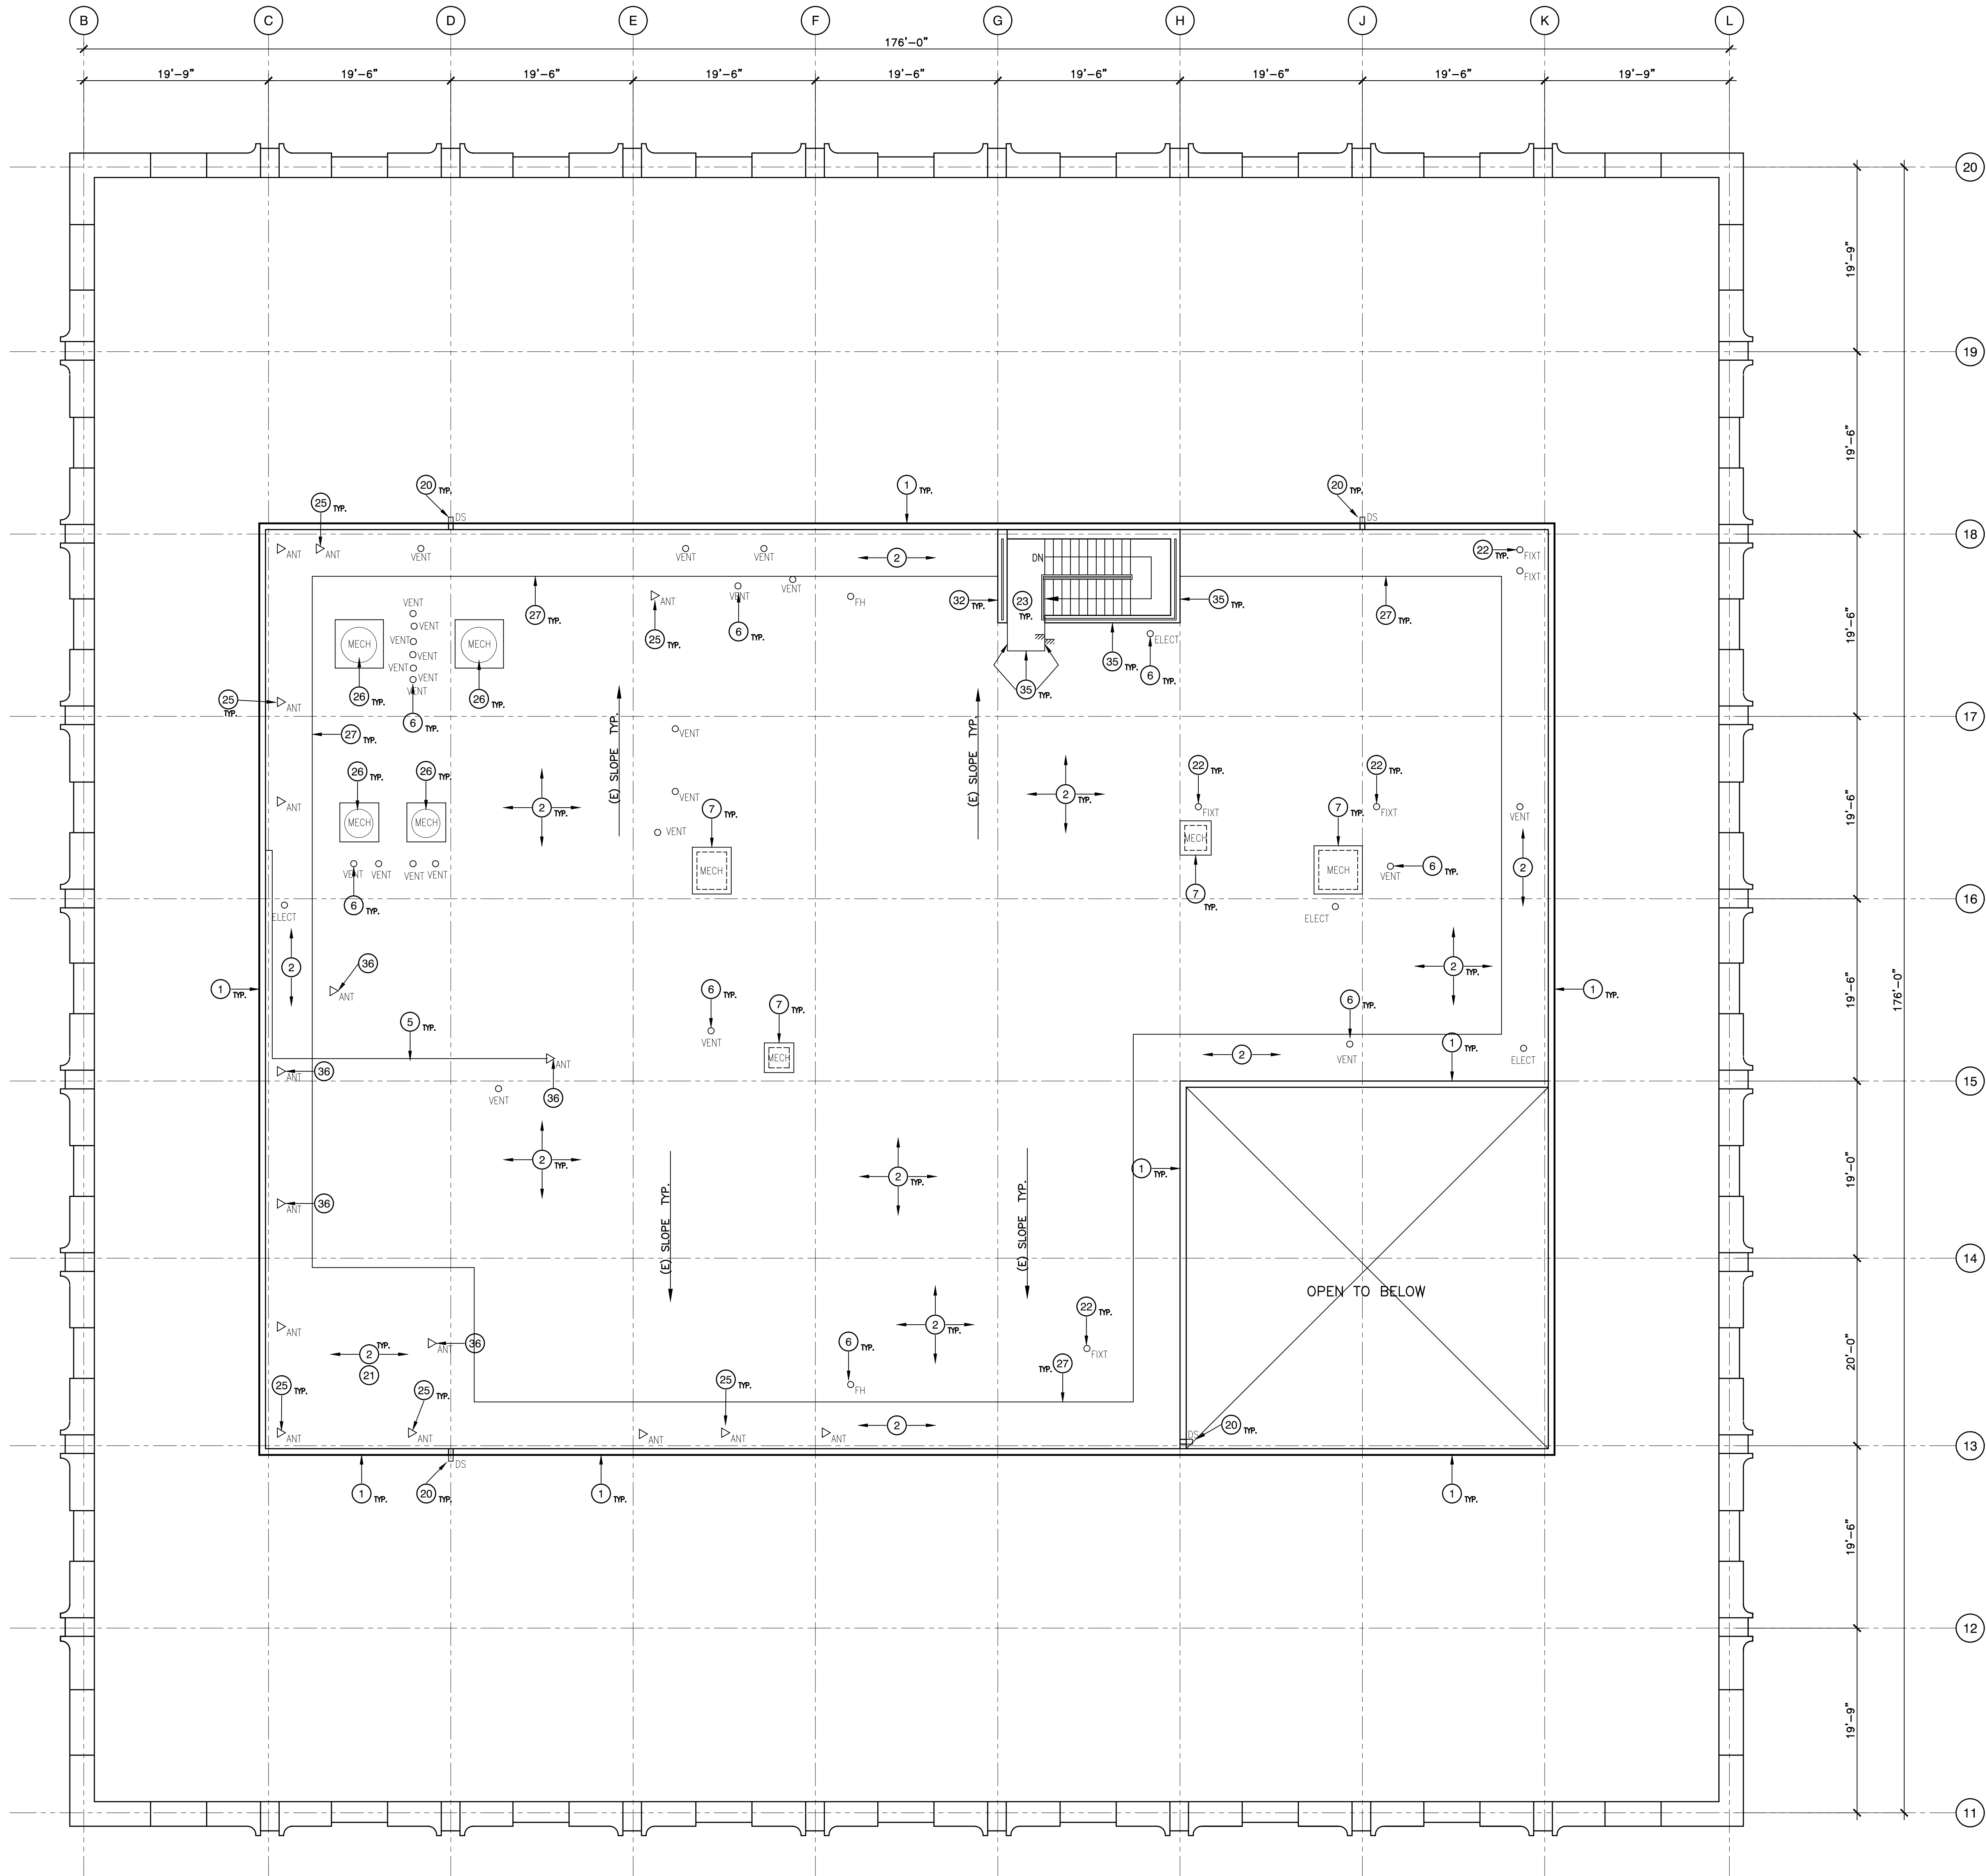 B C D E F G H J K L
176'-0"
19'-9" 19'-6" 19'-6" 19'-6" 19'-6" 19'-6" 19'-6" 19'-6" 19'-9"
20
19'-9"
19
19'-6"
20 TYP. 1 TYP. 20 TYP.
25 TYP.
DS DS
18
ANT ANT VENT VENT VENT 2 DN 22 TYP. FIXT
FIXT
VENT VENT
VENT 27 TYP. ANT FH 32 TYP. 23 TYP. 35 TYP. 27 TYP.
VENT 25 TYP. 6 TYP. 19'-6"
VENT MECH MECH ELECT
VENT 35 TYP.
VENT 6 TYP.
VENT 26 TYP. 26 TYP. 35 TYP.
VENT
25 TYP. ANT
6 TYP.
17
27 TYP. (E) SLOPE TYP. VENT (E) SLOPE TYP.
26 TYP. 26 TYP. 22 TYP. 22 TYP.
ANT 2 TYP. VENT 7 TYP. 2 TYP. FIXT 7 TYP. FIXT VENT 19'-6"
MECH MECH VENT MECH
VENT VENT VENT VENT MECH MECH VENT 6 TYP. 2
6 TYP. 7 TYP.
16
ELECT ELECT
2 36 2 TYP.
1 TYP. ANT 6 TYP. 7 TYP. 6 TYP. 1 TYP. 19'-6" 176'-0"
5 TYP. VENT 1 TYP.
ANT MECH 2 VENT ELECT
ANT 36
15
VENT 36
2 TYP. 2 TYP. 1 TYP. 19'-0"
ANT 36
(E) SLOPE TYP. (E) SLOPE TYP.
14
OPEN TO BELOW
22 TYP.
ANT ANT 36 6 TYP. 2 TYP. FIXT
2 TYP. 20'-0"
21 27 TYP.
25 TYP. 25 TYP. 25 TYP. FH
ANT ANT ANT ANT ANT 2 DS 20 TYP.
13
DS
1 TYP. 20 TYP. 1 TYP. 1 TYP.
19'-6"
12
19'-9"
11